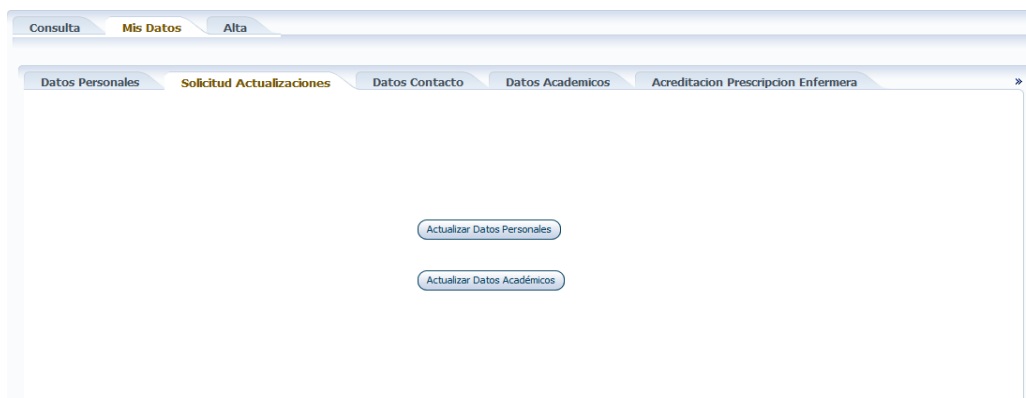 Consulta Mis Datos Alta
Datos Personales Solicitud Actualizaciones Datos Contacto Datos Academicos Acreditacion Prescripcion Enfermera »
Actualizar Datos Personales
Actualizar Datos Académicos